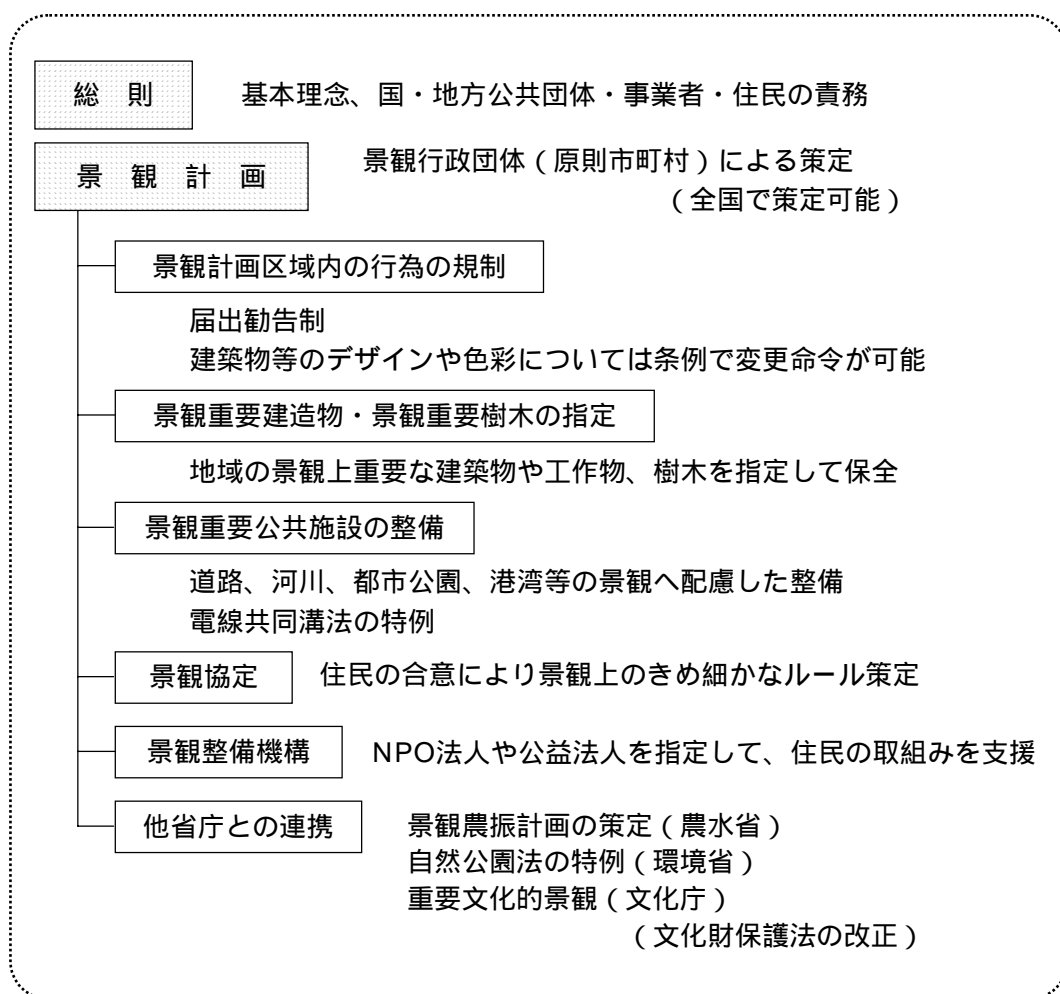 総　則　基本理念、国・地方公共団体・事業者・住民の責務
景　観　計　画　景観行政団体（原則市町村）による策定
（全国で策定可能）
景観計画区域内の行為の規制
届出勧告制
建築物等のデザインや色彩については条例で変更命令が可能
景観重要建造物・景観重要樹木の指定
地域の景観上重要な建築物や工作物、樹木を指定して保全
景観重要公共施設の整備
道路、河川、都市公園、港湾等の景観へ配慮した整備
電線共同溝法の特例
景観協定　住民の合意により景観上のきめ細かなルール策定
景観整備機構　NPO法人や公益法人を指定して、住民の取組みを支援
他省庁との連携　景観農振計画の策定（農水省）
自然公園法の特例（環境省）
重要文化的景観（文化庁）
（文化財保護法の改正）